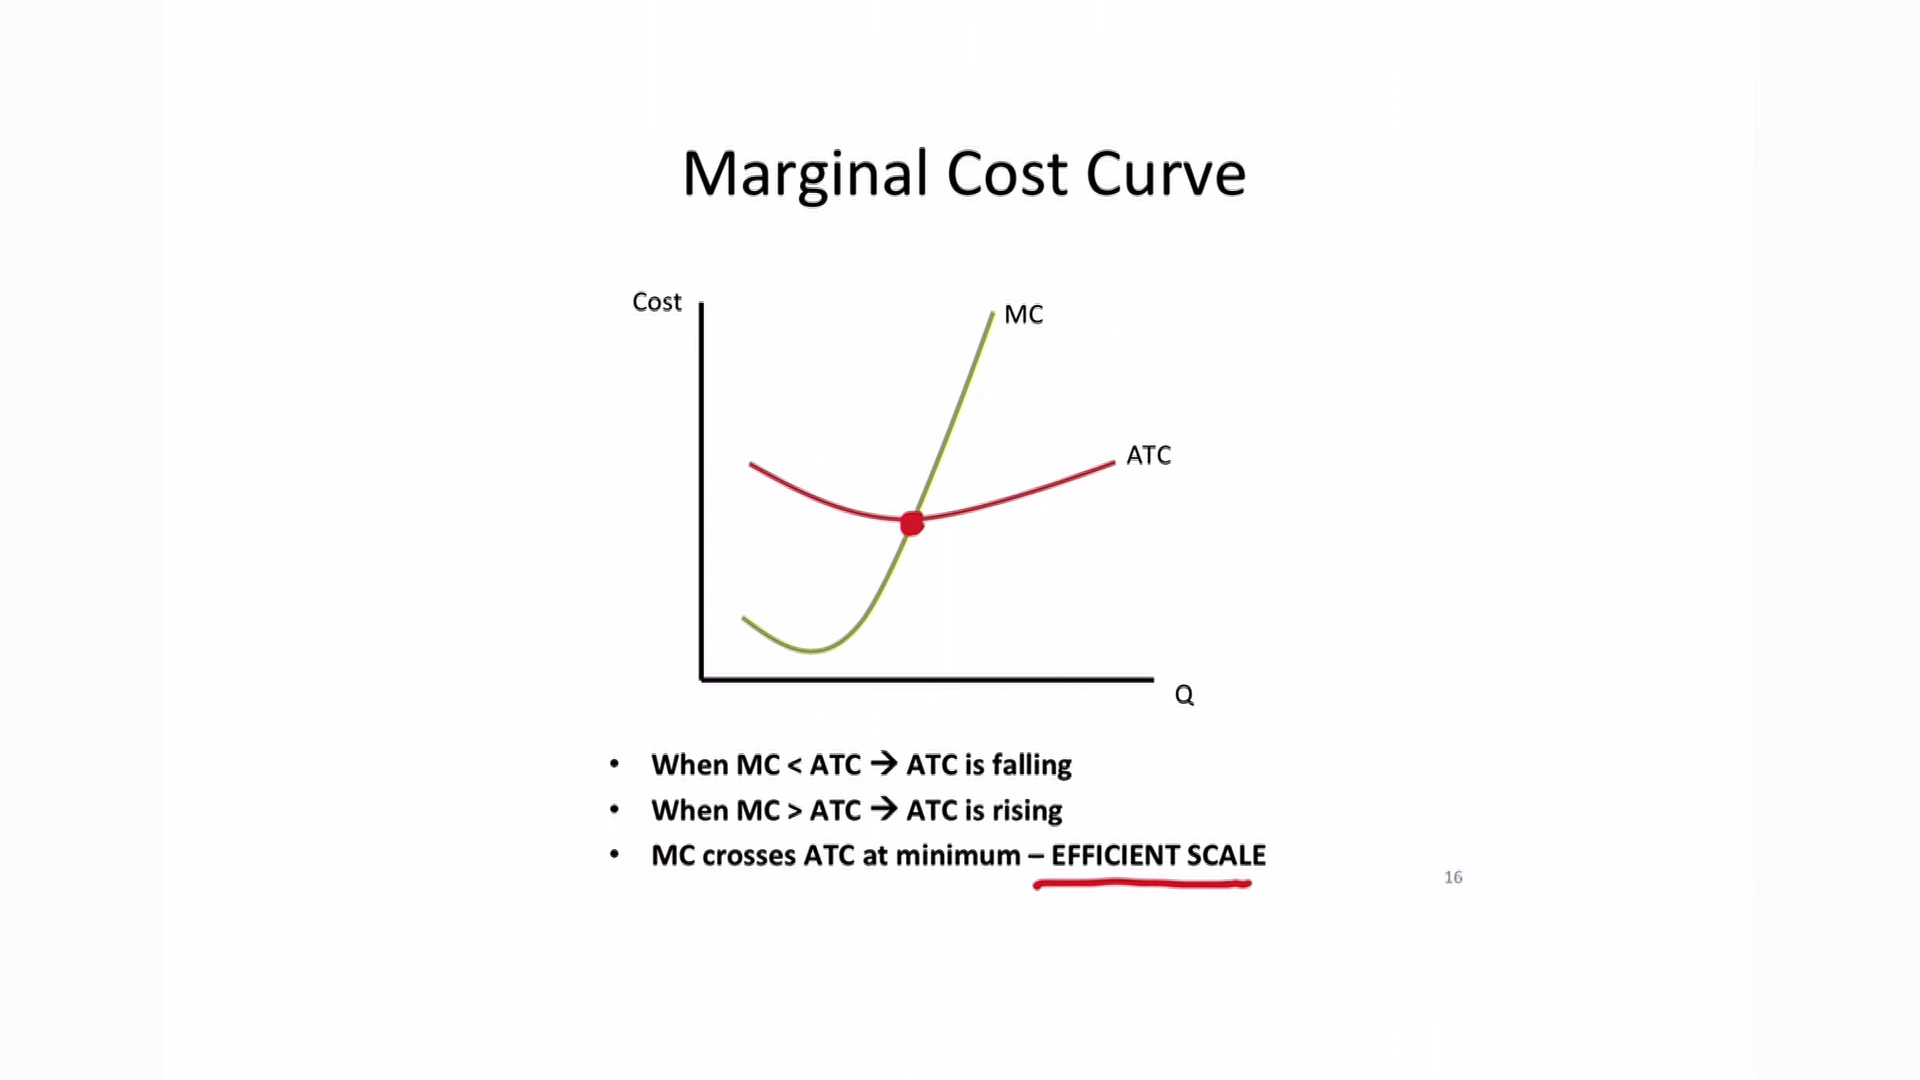 Marginal Cost Curve
Cost
MC
ATC
Q
• When MC < ATC → ATC is falling
• When MC > ATC → ATC is rising
• MC crosses ATC at minimum – EFFICIENT SCALE
16